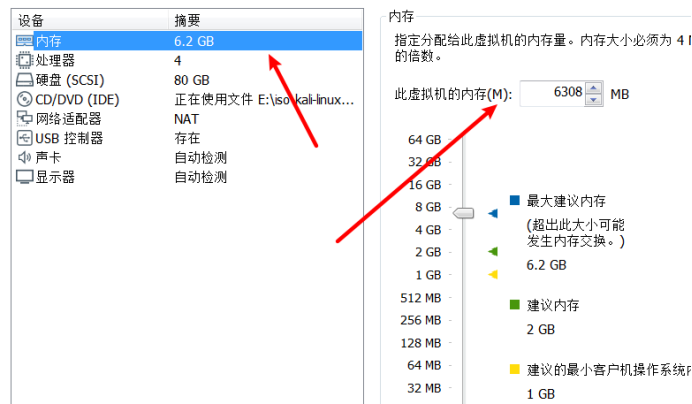 设备 摘要
内存 6.2 GB
处理器 4
硬盘 (SCSI) 80 GB
CD/DVD (IDE) 正在使用文件 E:\iso\kali-linux...
网络适配器 NAT
USB 控制器 存在
声卡 自动检测
显示器 自动检测
内存
指定分配给此虚拟机的内存量。内存大小必须为 4 M
的倍数。
此虚拟机的内存(M): 6308 MB
64 GB
32 GB
16 GB
8 GB
4 GB
2 GB
1 GB
512 MB
256 MB
128 MB
64 MB
32 MB
最大建议内存
(超出此大小可能
发生内存交换。)
6.2 GB
建议内存
2 GB
建议的最小客户机操作系统内
1 GB